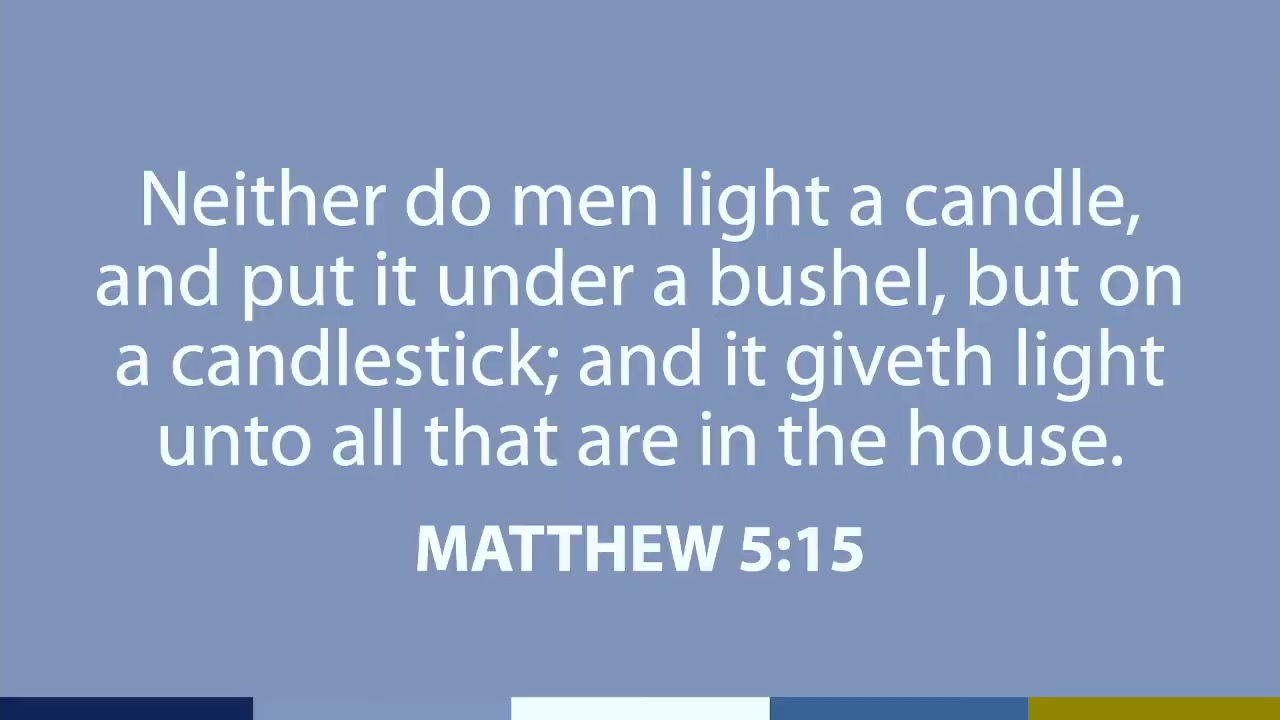 Neither do men light a candle,
and put it under a bushel, but on
a candlestick; and it giveth light
unto all that are in the house.
MATTHEW 5:15